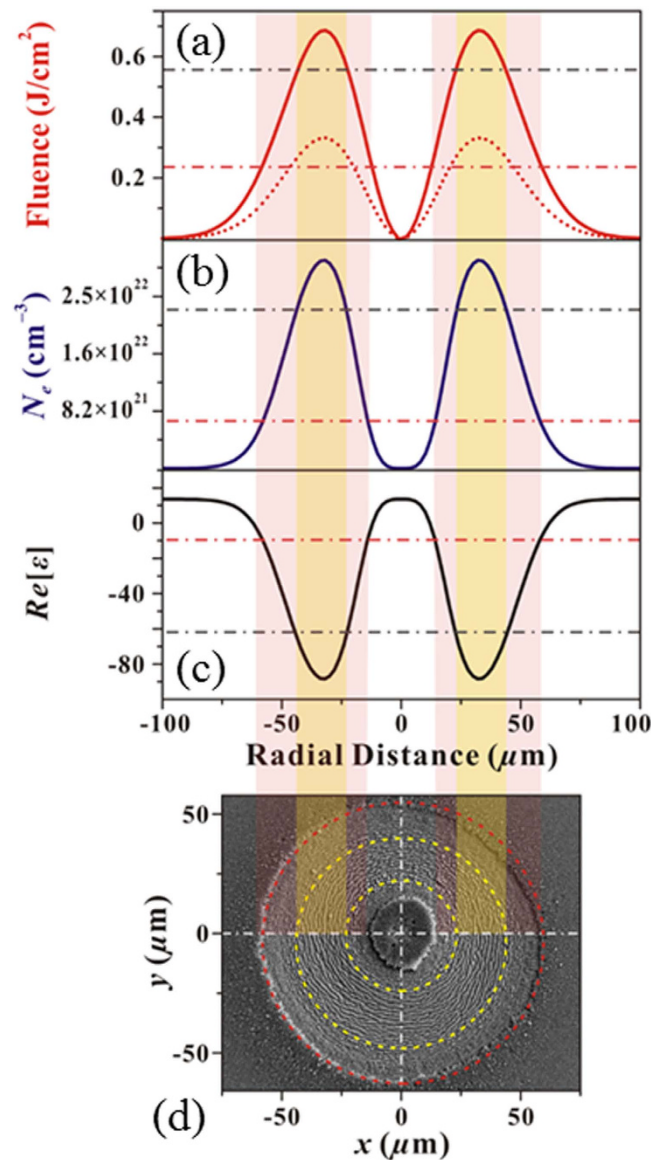 (a)
Fluence (J/cm²)
0.6
0.4
0.2
(b)
Nₑ (cm⁻³)
2.5×10²²
1.6×10²²
8.2×10²¹
Re[ε]
0
-40
-80
(c)
-100 -50 0 50 100
Radial Distance (μm)
50
0
-50
y (μm)
(d)
-50 0 50
x (μm)